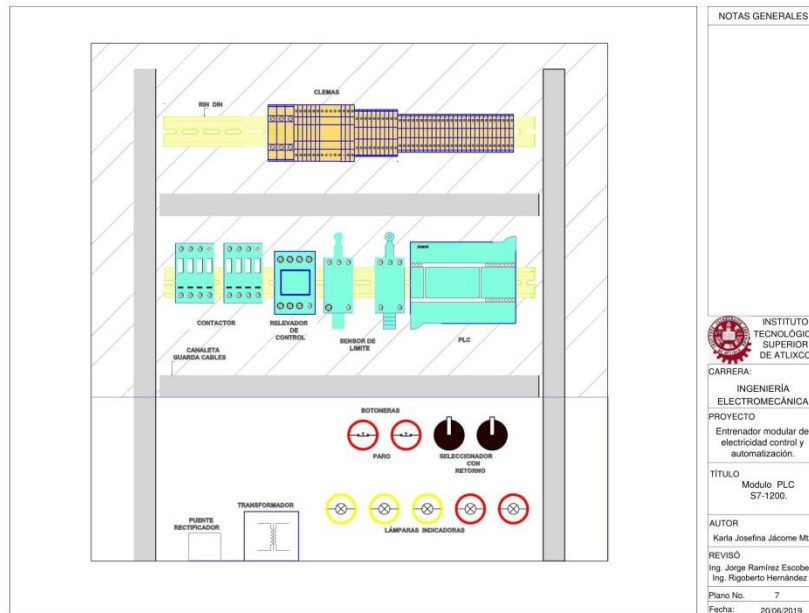 NOTAS GENERALES
CLEMAS
RIN DIN
CONTACTOR
RELEVADOR
DE
CONTROL
SENSOR DE
LIMITE
PLC
CANALETA
GUARDA CABLES
BOTONERAS
PARO
SELECCIONADOR
CON
RETORNO
PUENTE
RECTIFICADOR
TRANSFORMADOR
LÁMPARAS INDICADORAS
INSTITUTO
TECNOLÓGIC
SUPERIOR
DE ATLIXCO
CARRERA:
INGENIERÍA
ELECTROMECÁNICA
PROYECTO
Entrenador modular de
electricidad control y
automatización.
TÍTULO
Modulo PLC
S7-1200.
AUTOR
Karla Josefina Jácome Mt
REVISÓ
Ing. Jorge Ramírez Escobe
Ing. Rigoberto Hernández
Plano No. 7
Fecha: 20/06/2019